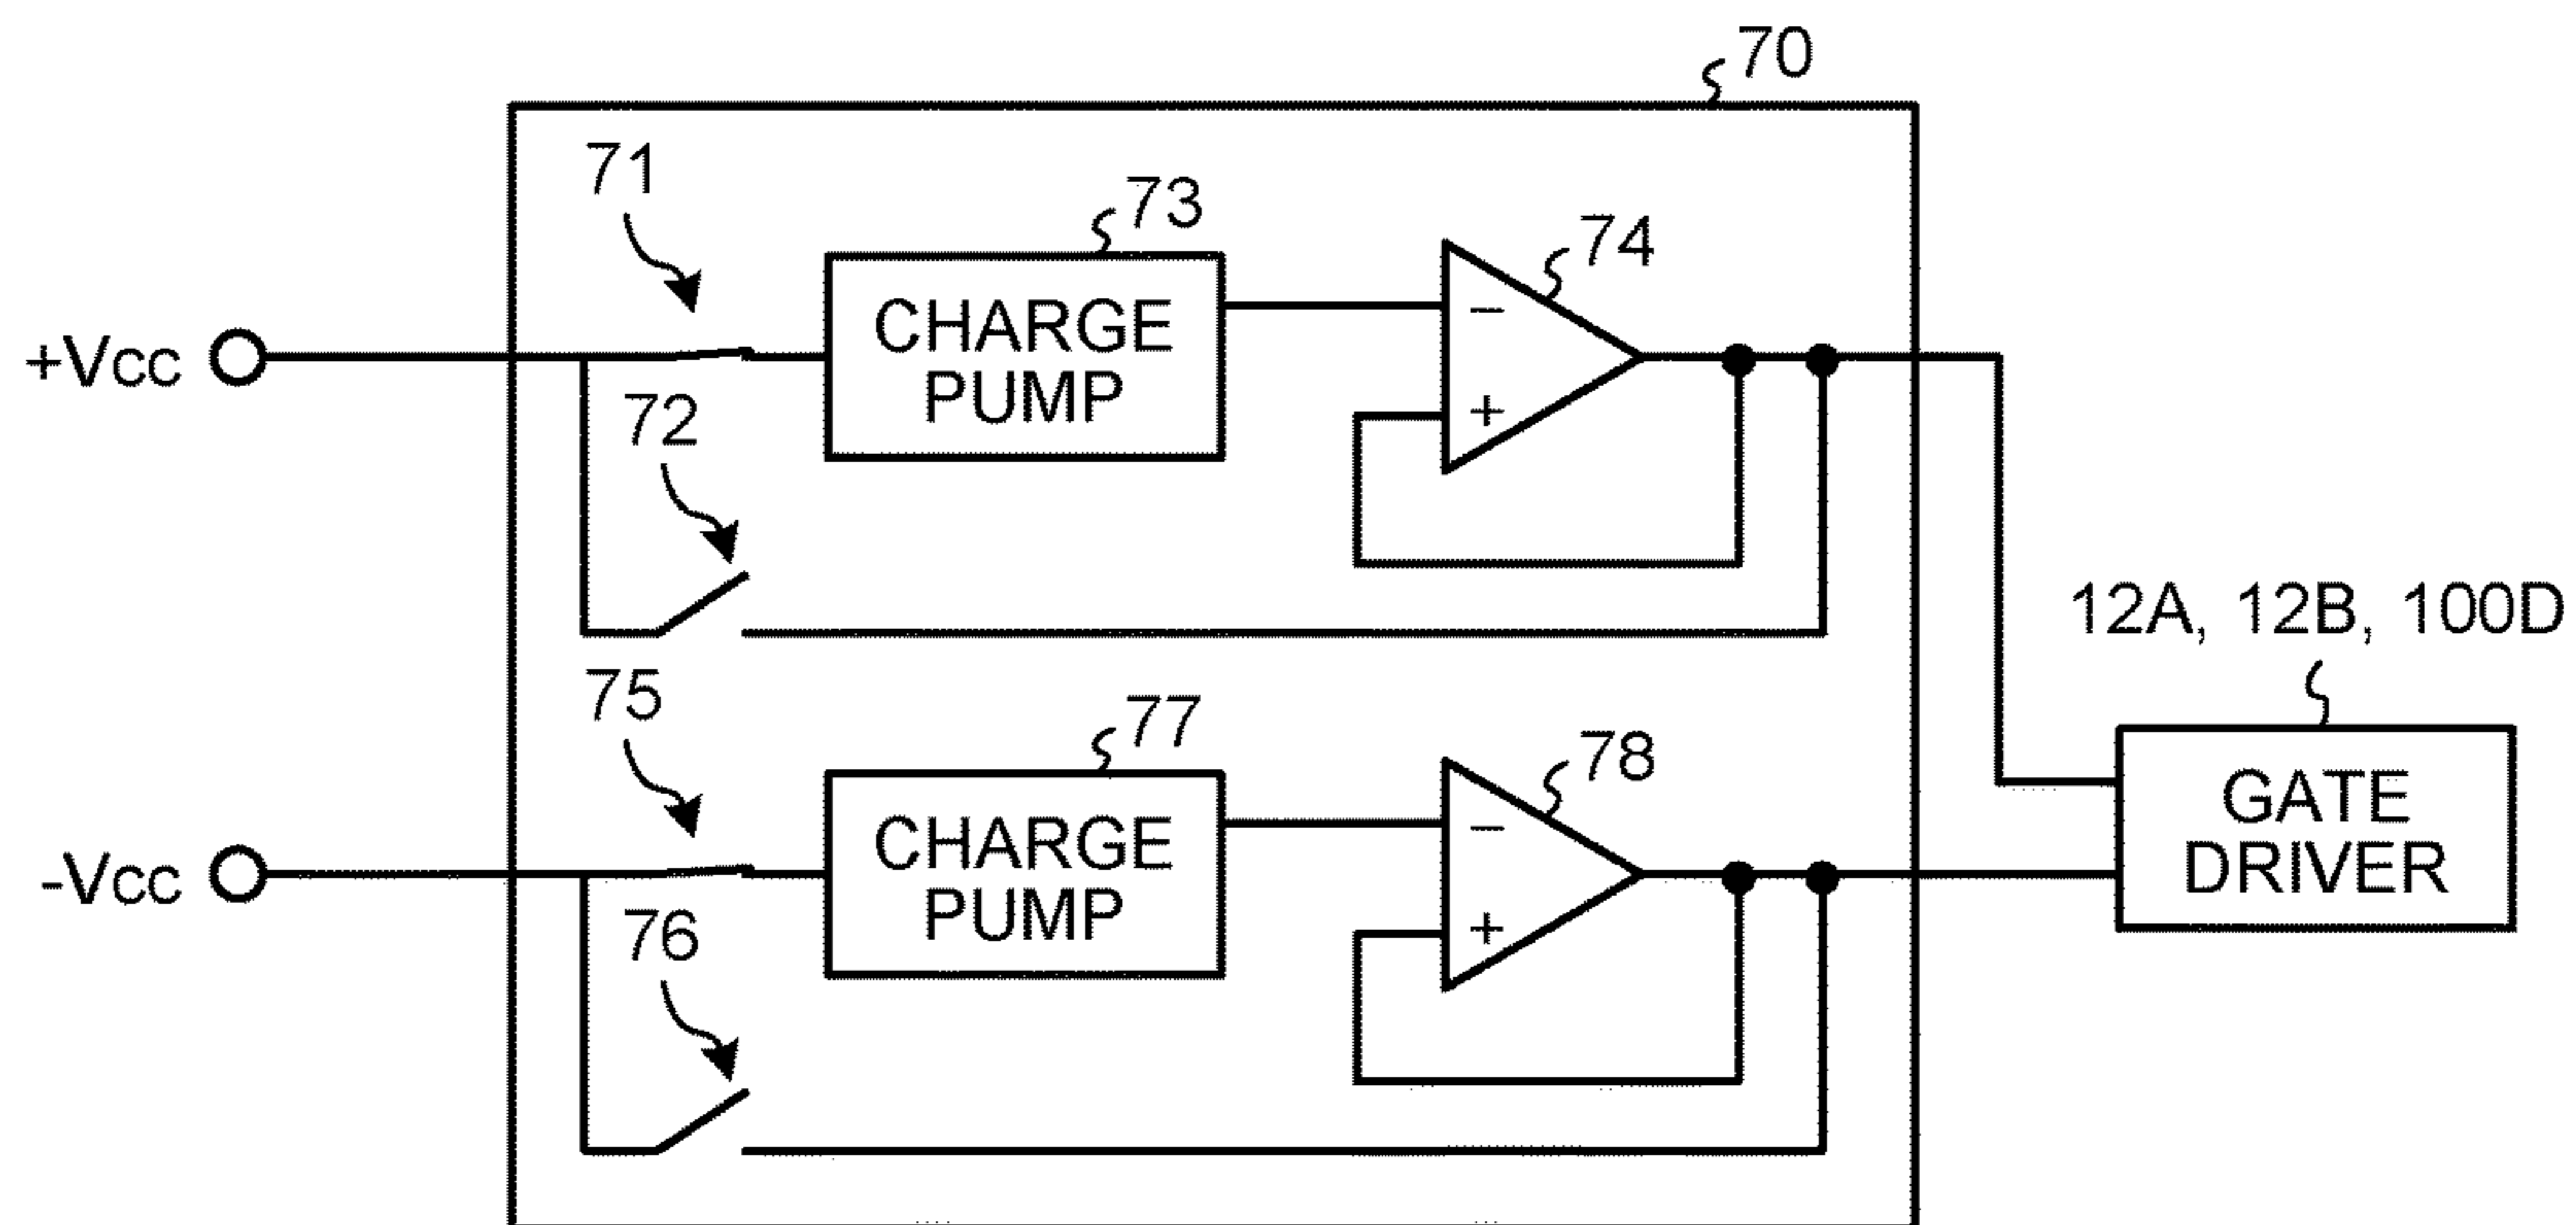 70
71
73
74
CHARGE
PUMP
−
+
+VCC
72
12A, 12B, 100D
75
77
78
CHARGE
PUMP
−
+
-VCC
GATE
DRIVER
76